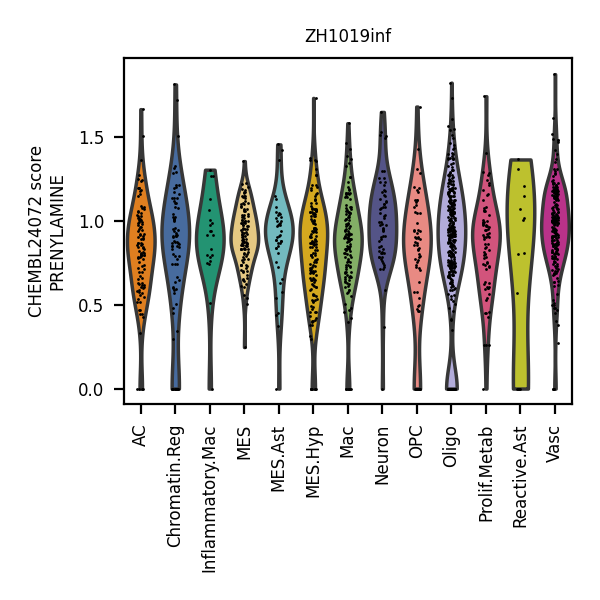 ZH1019inf
CHEMBL24072 score
PRENYLAMINE
1.5
1.0
0.5
0.0
AC
Chromatin.Reg
Inflammatory.Mac
MES
MES.Ast
MES.Hyp
Mac
Neuron
OPC
Oligo
Prolif.Metab
Reactive.Ast
Vasc